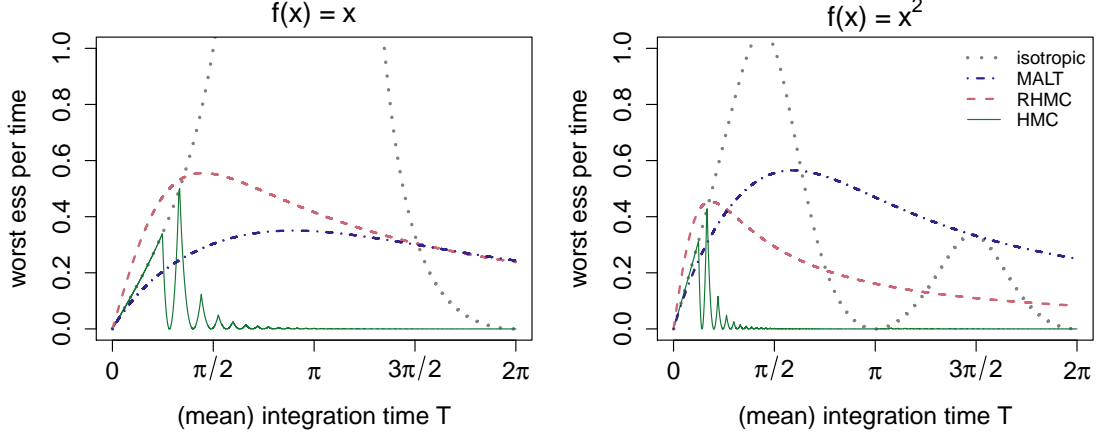 f(x) = x
worst ess per time
1.0
0.8
0.6
0.4
0.2
0.0
0
π/2
π
3π/2
2π
(mean) integration time T
f(x) = x²
worst ess per time
1.0
0.8
0.6
0.4
0.2
0.0
isotropic
MALT
RHMC
HMC
0
π/2
π
3π/2
2π
(mean) integration time T